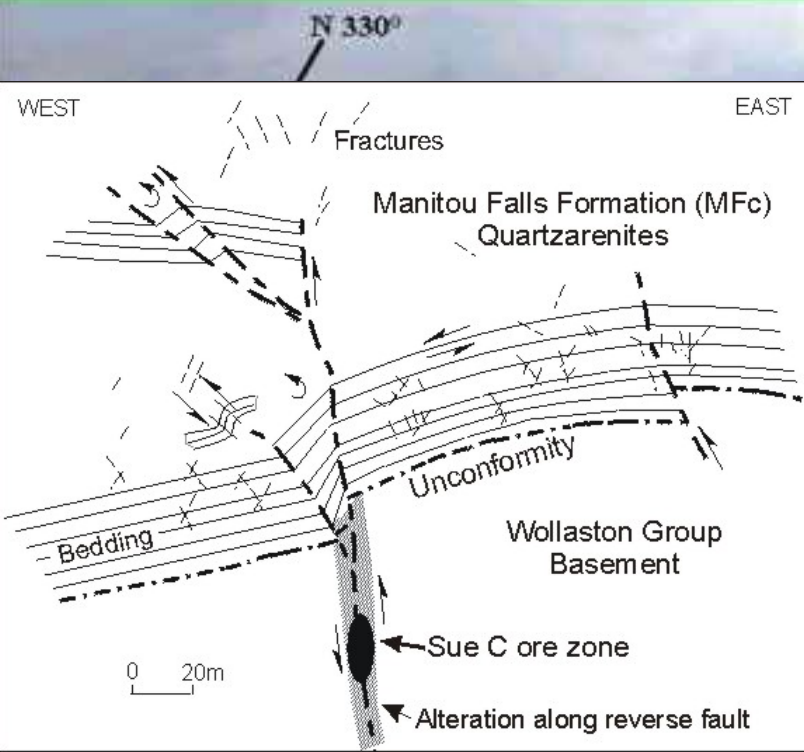 N 330º
WEST
EAST
Fractures
Manitou Falls Formation (MFc)
Quartzarenites
Unconformity
Bedding
Wollaston Group
Basement
Sue C ore zone
0 20m
Alteration along reverse fault